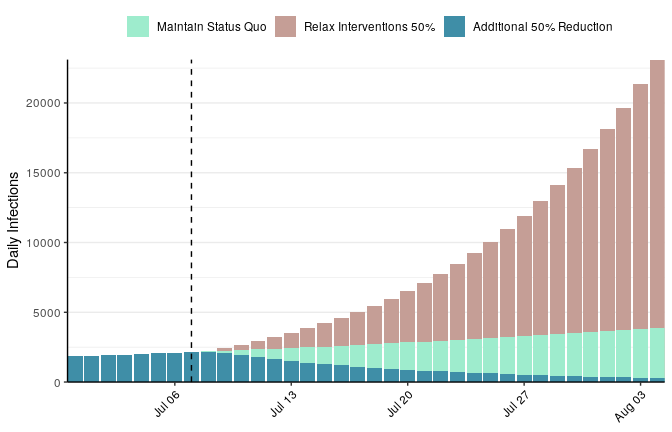 Maintain Status Quo Relax Interventions 50% Additional 50% Reduction
Daily Infections
20000
15000
10000
5000
0
Jul 06 Jul 13 Jul 20 Jul 27 Aug 03